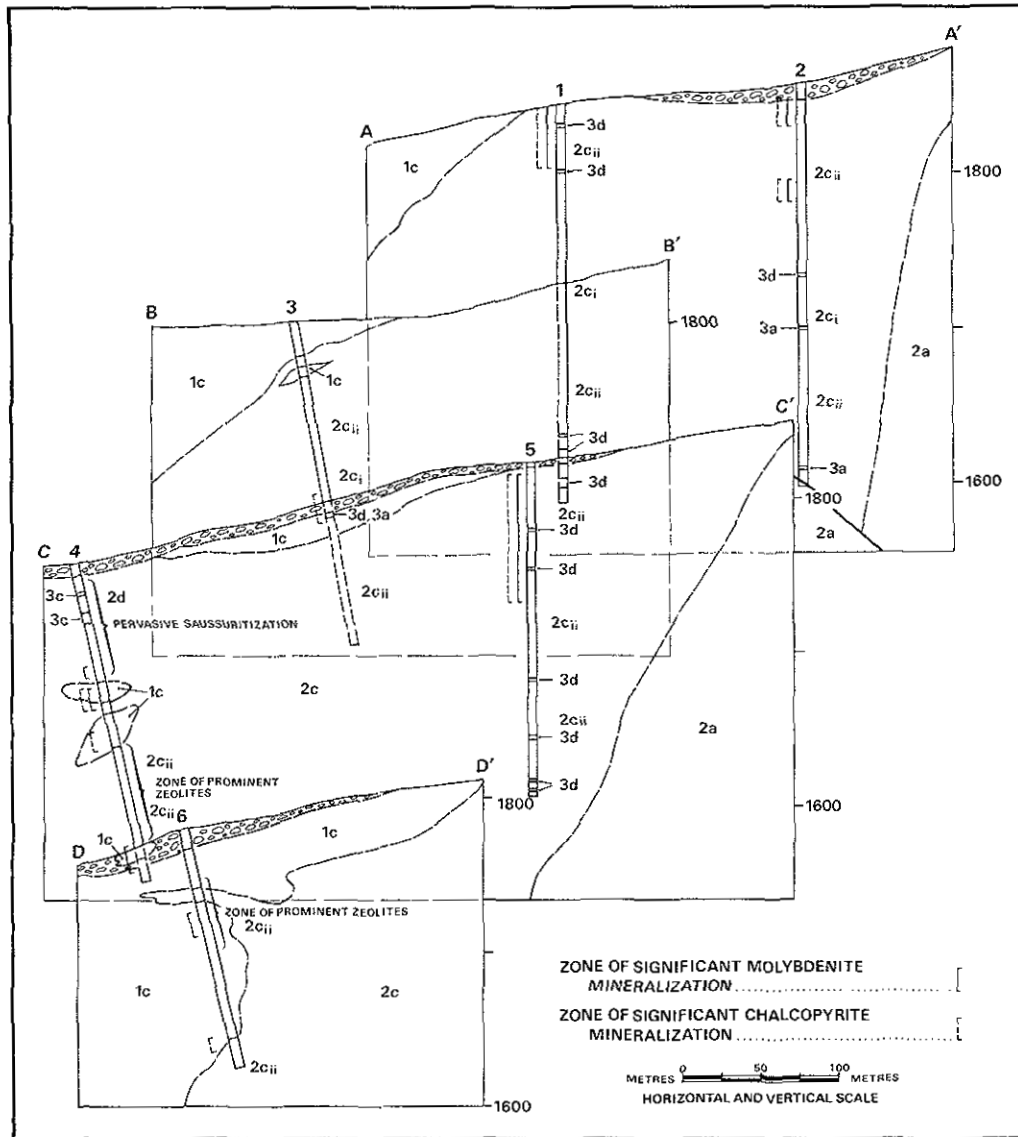 A'
2
1
A
3d
1c
2cii
3d
2cii
1800
B'
3d
2ci
B
3
1800
2ci
3a
2a
1c
1c
2cii
2cii
2cii
C'
3d
5
3d
3a
2ci
1600
3d
1800
2cii
3d,3a
3d
2a
1c
C
4
3d
2cii
3c
2d
3c
PERVASIVE SAUSSURITIZATION
2cii
1c
2c
3d
2cii
2a
3d
2cii
ZONE OF PROMINENT
ZEOLITES
D'
3d
2cii
1800
1600
6
1c
1c
D
ZONE OF PROMINENT ZEOLITES
2cii
1c
2c
ZONE OF SIGNIFICANT MOLYBDENITE
MINERALIZATION
ZONE OF SIGNIFICANT CHALCOPYRITE
MINERALIZATION
2cii
0 50 100
METRES METRES
HORIZONTAL AND VERTICAL SCALE
1600